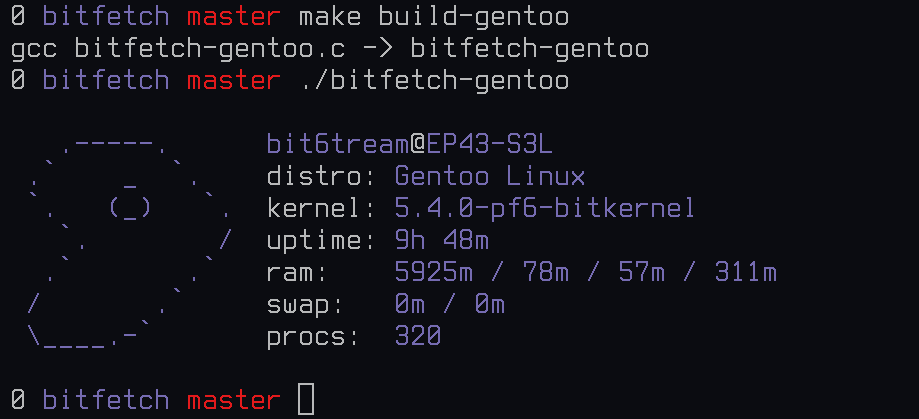 0 bitfetch master make build-gentoo
gcc bitfetch-gentoo.c -> bitfetch-gentoo
0 bitfetch master ./bitfetch-gentoo
bit6tream@EP43-S3L
distro: Gentoo Linux
kernel: 5.4.0-pf6-bitkernel
uptime: 9h 48m
ram: 5925m / 78m / 57m / 311m
swap: 0m / 0m
procs: 320
0 bitfetch master